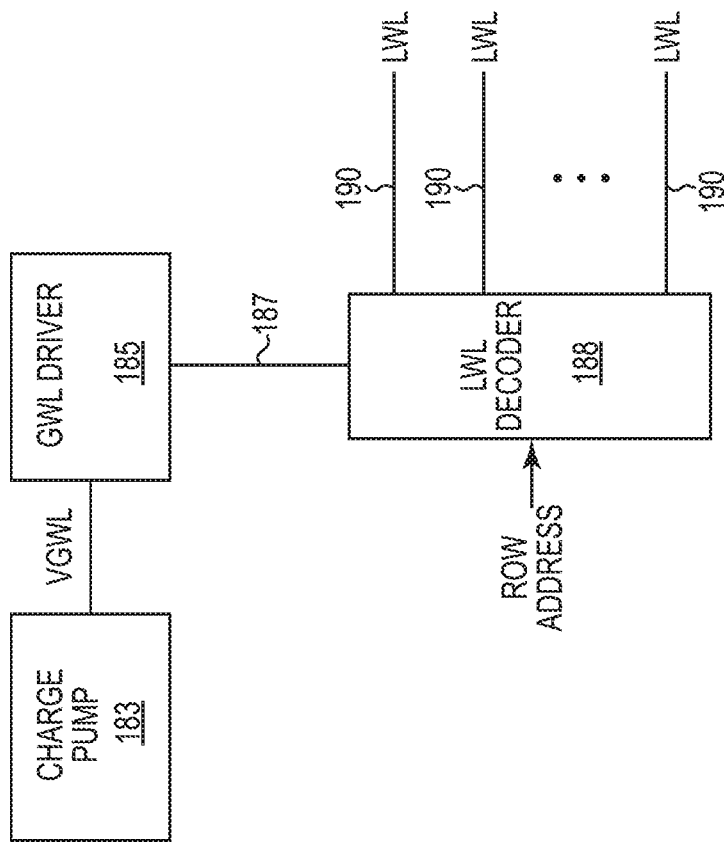 CHARGE
PUMP
183
VGWL
GWL DRIVER
185
187
ROW
ADDRESS
LWL
DECODER
188
190
LWL
190
LWL
190
LWL